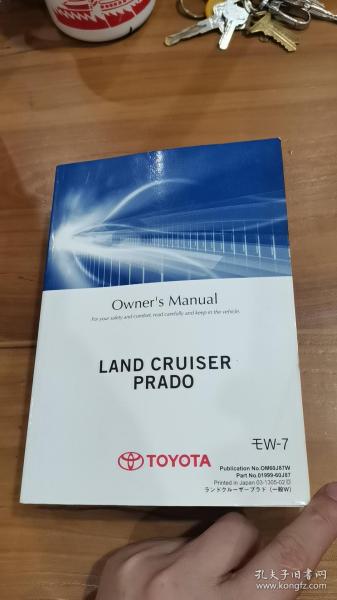 Owner's Manual
For your safety and comfort, read carefully and keep in the vehicle.
LAND CRUISER
PRADO
モW-7
TOYOTA
Publication No.OM60J87W
Part No.01999-60J87
Printed in Japan 03-1305-02
ランドクルーザープラド (一般W)
孔夫子旧书网
www.kongfz.com